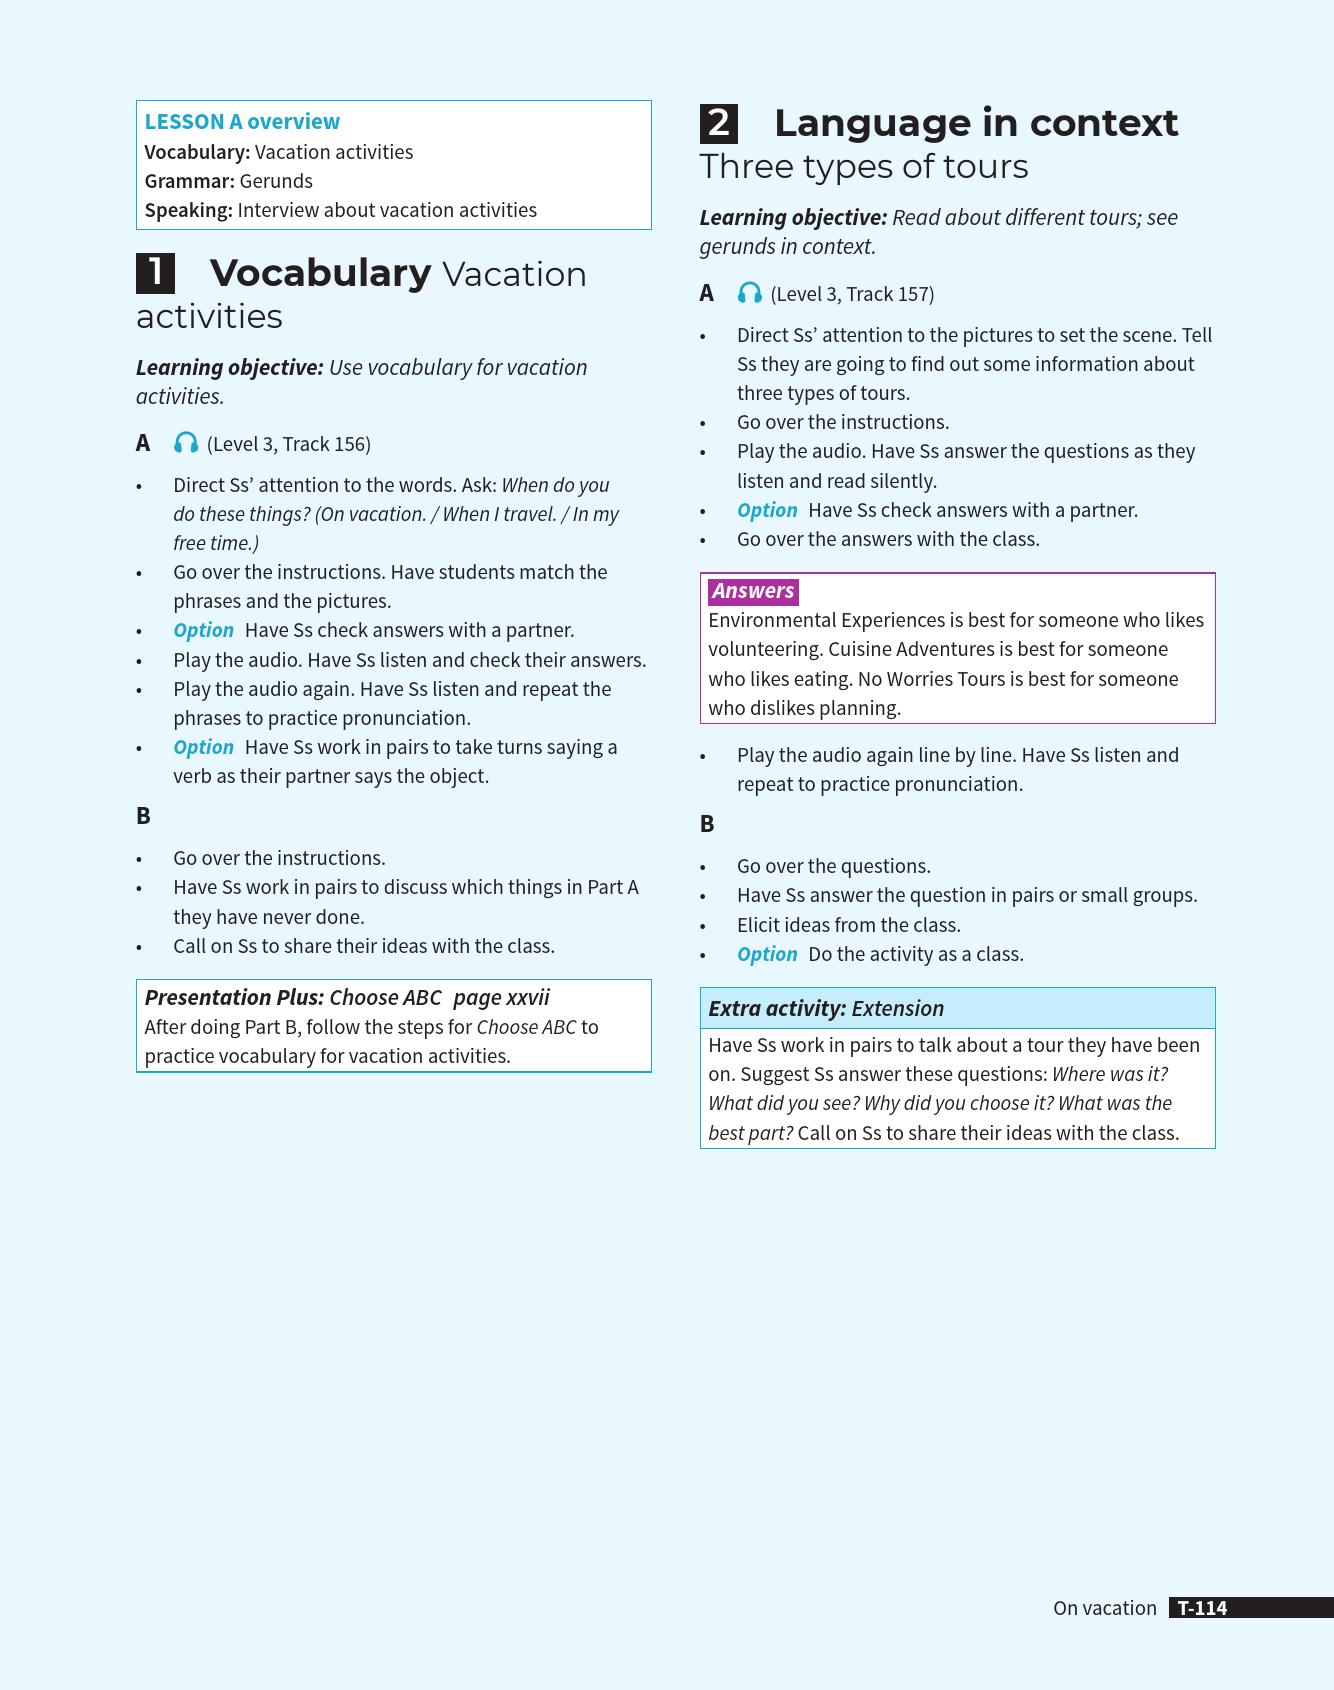 LESSON A overview
Vocabulary: Vacation activities
Grammar: Gerunds
Speaking: Interview about vacation activities
1 Vocabulary Vacation
activities
Learning objective: Use vocabulary for vacation
activities.
A (Level 3, Track 156)
• Direct Ss’ attention to the words. Ask: When do you
do these things? (On vacation. / When I travel. / In my
free time.)
• Go over the instructions. Have students match the
phrases and the pictures.
• Option Have Ss check answers with a partner.
• Play the audio. Have Ss listen and check their answers.
• Play the audio again. Have Ss listen and repeat the
phrases to practice pronunciation.
• Option Have Ss work in pairs to take turns saying a
verb as their partner says the object.
B
• Go over the instructions.
• Have Ss work in pairs to discuss which things in Part A
they have never done.
• Call on Ss to share their ideas with the class.
Presentation Plus: Choose ABC page xxvii
After doing Part B, follow the steps for Choose ABC to
practice vocabulary for vacation activities.
2 Language in context
Three types of tours
Learning objective: Read about different tours; see
gerunds in context.
A (Level 3, Track 157)
• Direct Ss’ attention to the pictures to set the scene. Tell
Ss they are going to find out some information about
three types of tours.
• Go over the instructions.
• Play the audio. Have Ss answer the questions as they
listen and read silently.
• Option Have Ss check answers with a partner.
• Go over the answers with the class.
Answers
Environmental Experiences is best for someone who likes
volunteering. Cuisine Adventures is best for someone
who likes eating. No Worries Tours is best for someone
who dislikes planning.
• Play the audio again line by line. Have Ss listen and
repeat to practice pronunciation.
B
• Go over the questions.
• Have Ss answer the question in pairs or small groups.
• Elicit ideas from the class.
• Option Do the activity as a class.
Extra activity: Extension
Have Ss work in pairs to talk about a tour they have been
on. Suggest Ss answer these questions: Where was it?
What did you see? Why did you choose it? What was the
best part? Call on Ss to share their ideas with the class.
On vacation T-114